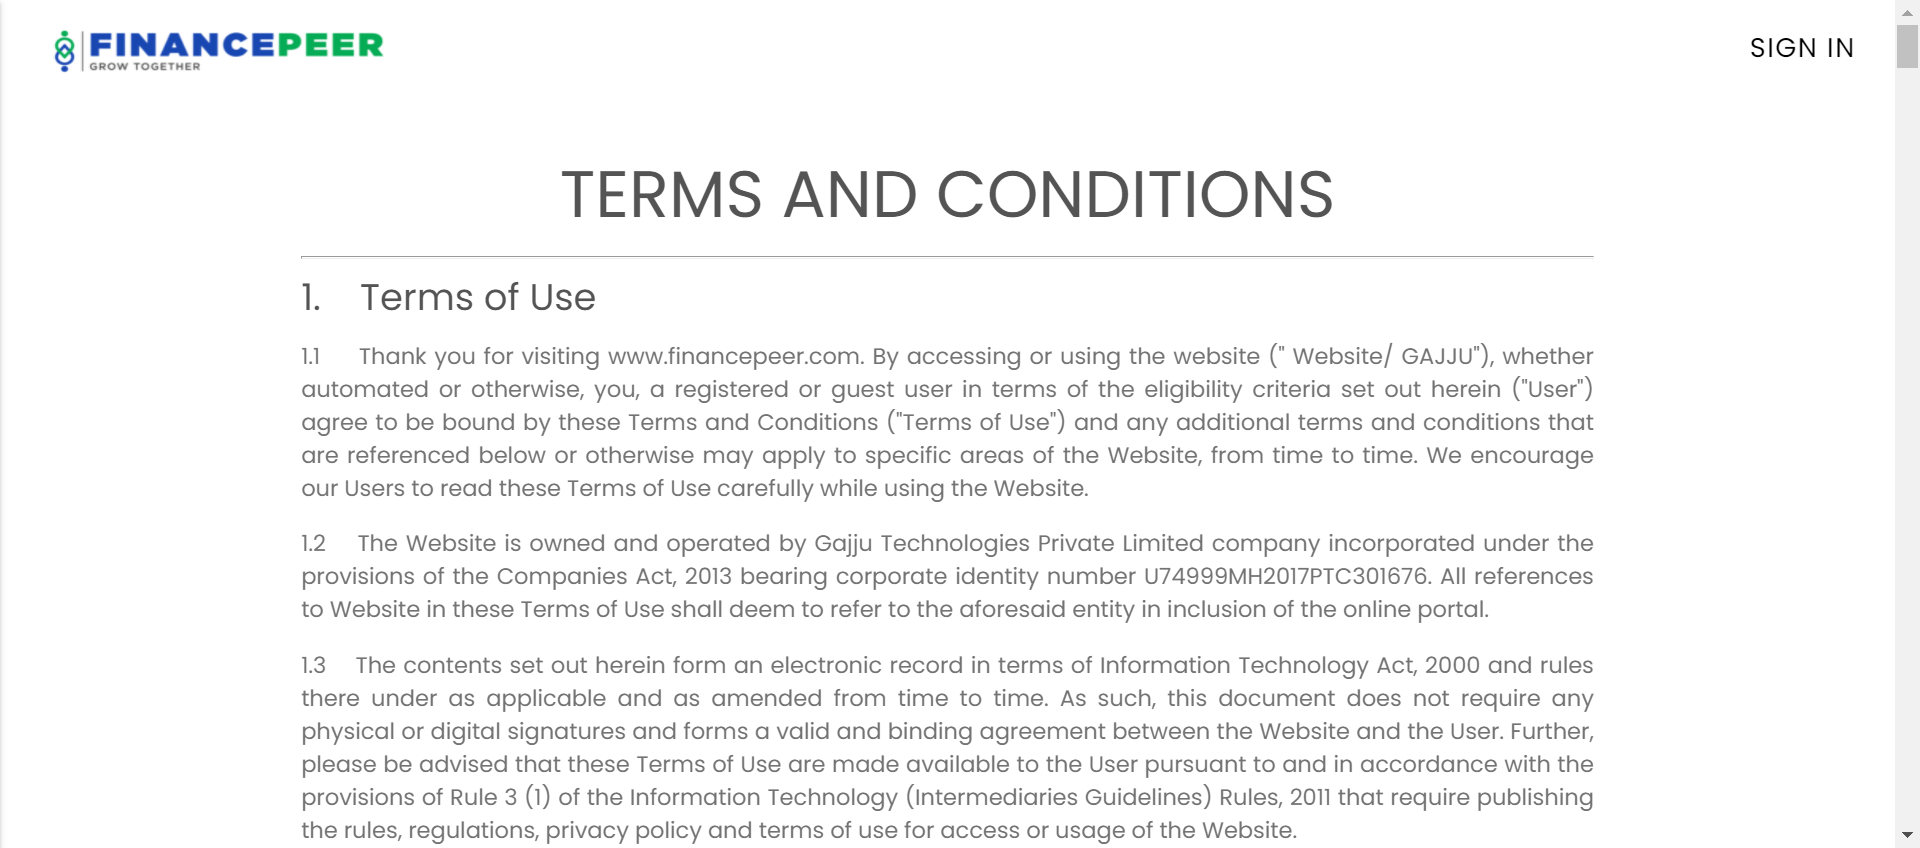 FINANCEPEER
GROW TOGETHER
SIGN IN
TERMS AND CONDITIONS
1. Terms of Use
1.1 Thank you for visiting www.financepeer.com. By accessing or using the website (" Website/ GAJJU"), whether
automated or otherwise, you, a registered or guest user in terms of the eligibility criteria set out herein ("User")
agree to be bound by these Terms and Conditions ("Terms of Use") and any additional terms and conditions that
are referenced below or otherwise may apply to specific areas of the Website, from time to time. We encourage
our Users to read these Terms of Use carefully while using the Website.
1.2 The Website is owned and operated by Gajju Technologies Private Limited company incorporated under the
provisions of the Companies Act, 2013 bearing corporate identity number U74999MH2017PTC301676. All references
to Website in these Terms of Use shall deem to refer to the aforesaid entity in inclusion of the online portal.
1.3 The contents set out herein form an electronic record in terms of Information Technology Act, 2000 and rules
there under as applicable and as amended from time to time. As such, this document does not require any
physical or digital signatures and forms a valid and binding agreement between the Website and the User. Further,
please be advised that these Terms of Use are made available to the User pursuant to and in accordance with the
provisions of Rule 3 (1) of the Information Technology (Intermediaries Guidelines) Rules, 2011 that require publishing
the rules, regulations, privacy policy and terms of use for access or usage of the Website.